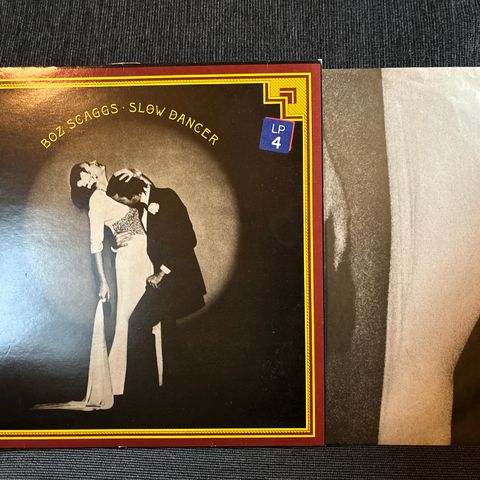 BOZ SCAGGS · SLOW DANCER
LP
4